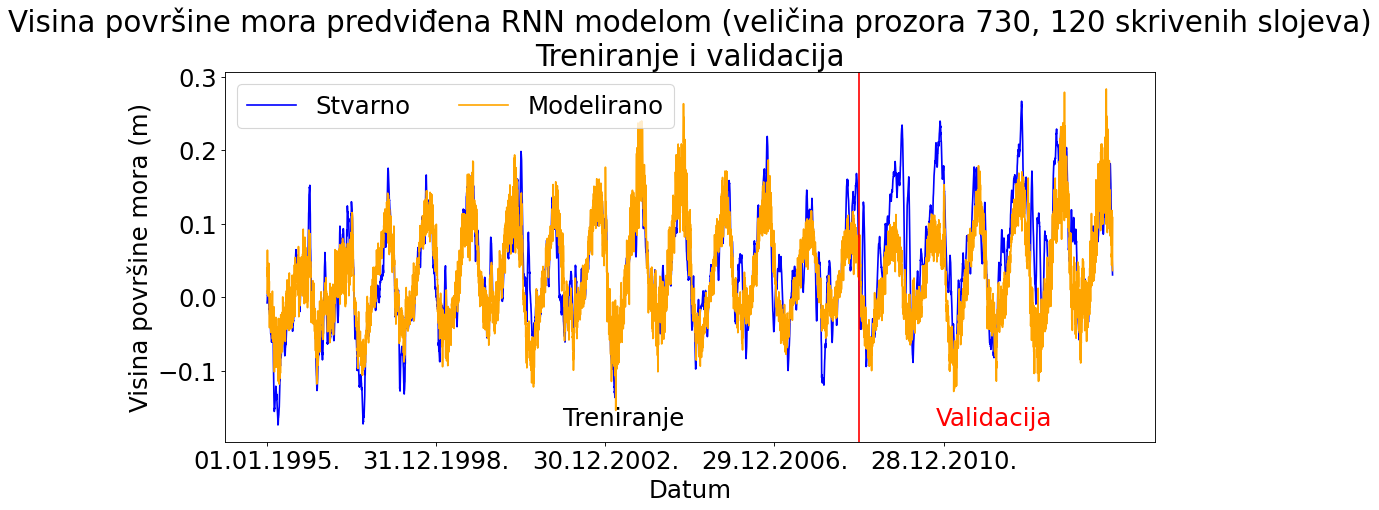 Visina površine mora predviđena RNN modelom (veličina prozora 730, 120 skrivenih slojeva)
Treniranje i validacija
Stvarno
Modelirano
Visina površine mora (m)
0.3
0.2
0.1
0.0
−0.1
Treniranje
Validacija
01.01.1995.
31.12.1998.
30.12.2002.
29.12.2006.
28.12.2010.
Datum